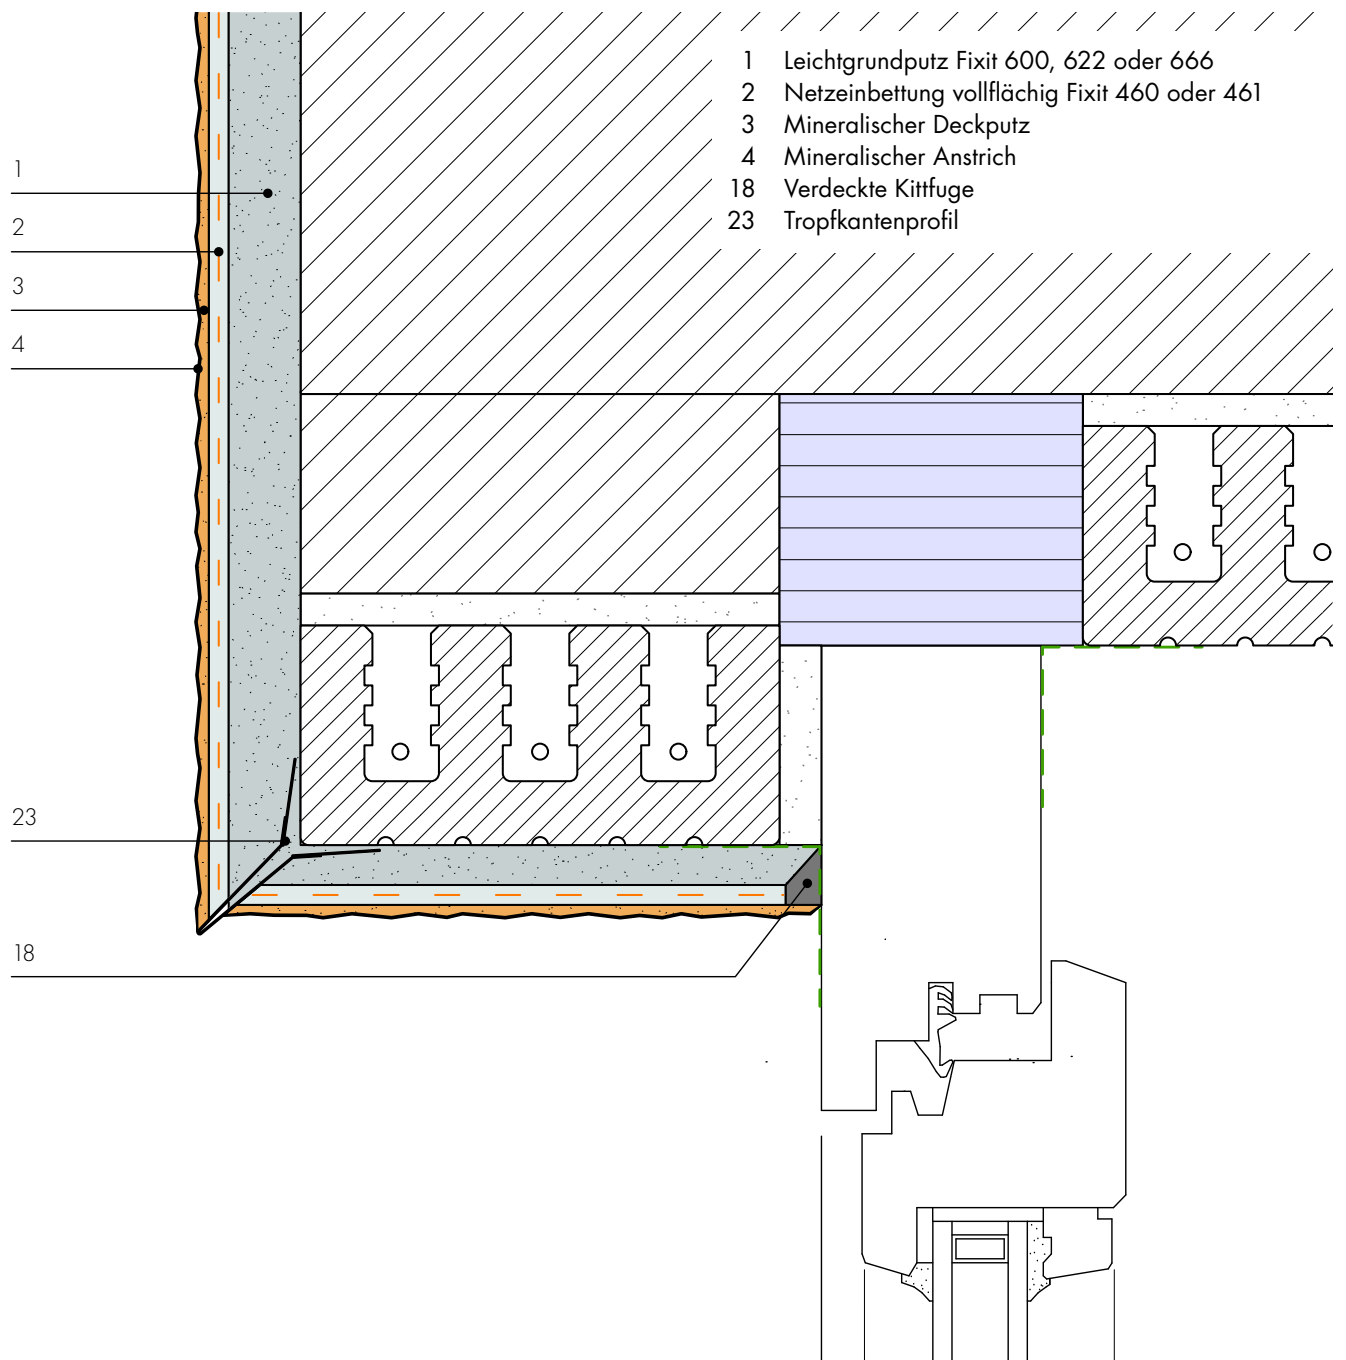 1 Leichtgrundputz Fixit 600, 622 oder 666
2 Netzeinbettung vollflächig Fixit 460 oder 461
3 Mineralischer Deckputz
4 Mineralischer Anstrich
18 Verdeckte Kittfuge
23 Tropfkantenprofil
1
2
3
4
23
18